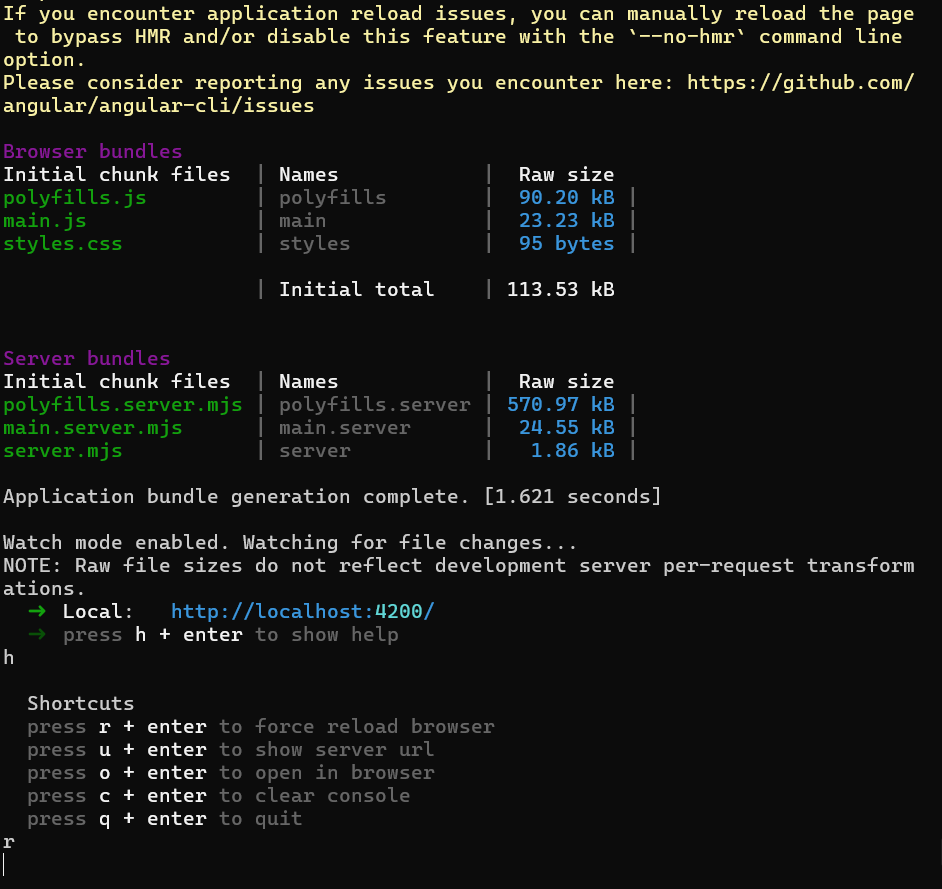 If you encounter application reload issues, you can manually reload the page
 to bypass HMR and/or disable this feature with the `--no-hmr` command line
option.
Please consider reporting any issues you encounter here: https://github.com/
angular/angular-cli/issues

Browser bundles
Initial chunk files  | Names            |  Raw size
polyfills.js         | polyfills        |  90.20 kB |
main.js              | main             |  23.23 kB |
styles.css           | styles           |  95 bytes |

                     | Initial total    | 113.53 kB

Server bundles
Initial chunk files  | Names            |  Raw size
polyfills.server.mjs | polyfills.server | 570.97 kB |
main.server.mjs      | main.server      |  24.55 kB |
server.mjs           | server           |   1.86 kB |

Application bundle generation complete. [1.621 seconds]

Watch mode enabled. Watching for file changes...
NOTE: Raw file sizes do not reflect development server per-request transform
ations.
  ➜  Local:   http://localhost:4200/
  ➜  press h + enter to show help
h

  Shortcuts
  press r + enter to force reload browser
  press u + enter to show server url
  press o + enter to open in browser
  press c + enter to clear console
  press q + enter to quit
r